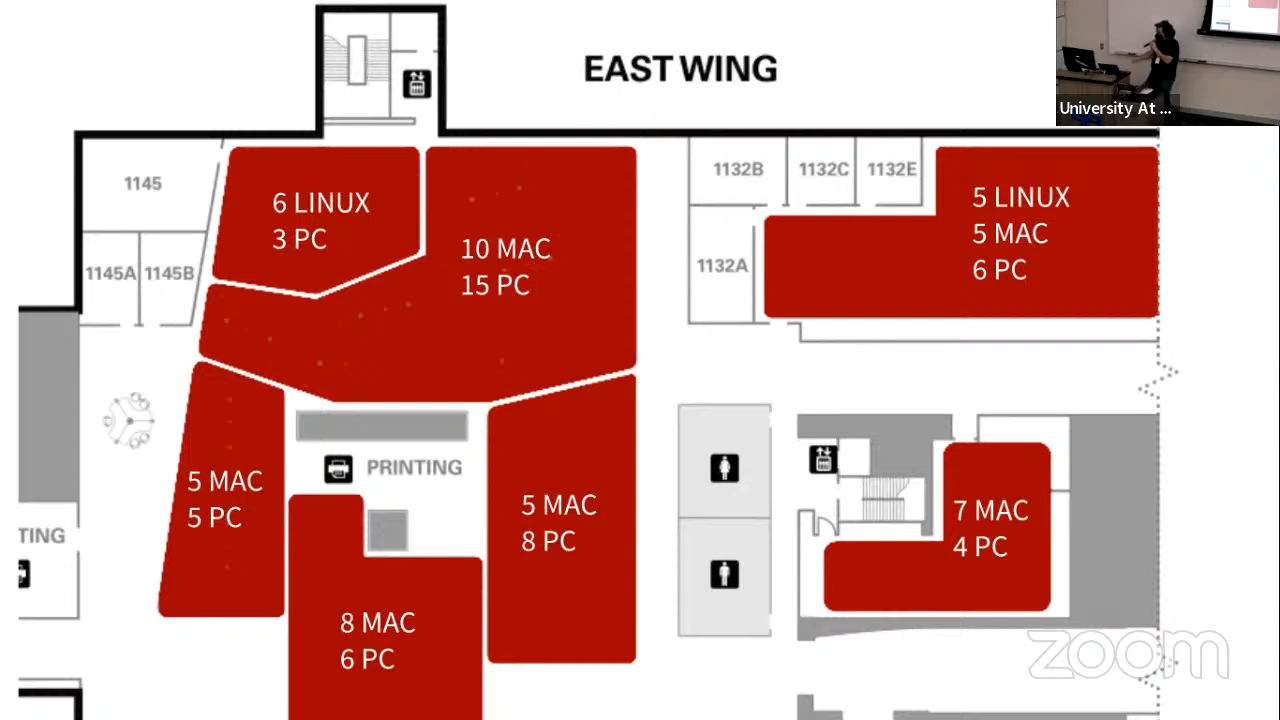 EAST WING
University At ...
1145
1145A
1145B
6 LINUX
3 PC
10 MAC
15 PC
1132B
1132C
1132E
1132A
5 LINUX
5 MAC
6 PC
5 MAC
5 PC
PRINTING
5 MAC
8 PC
7 MAC
4 PC
TING
8 MAC
6 PC
zoom